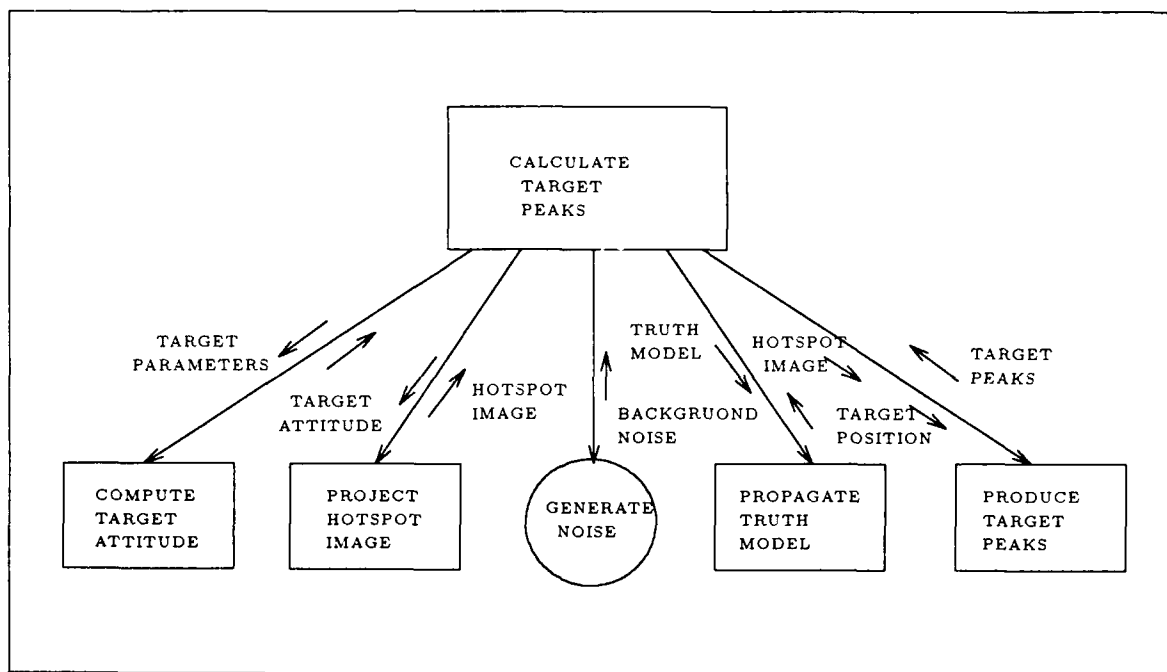 CALCULATE
TARGET
PEAKS
TARGET
PARAMETERS
TARGET
ATTITUDE
HOTSPOT
IMAGE
TRUTH
MODEL
BACKGRUOND
NOISE
HOTSPOT
IMAGE
TARGET
POSITION
TARGET
PEAKS
COMPUTE
TARGET
ATTITUDE
PROJECT
HOTSPOT
IMAGE
GENERATE
NOISE
PROPAGATE
TRUTH
MODEL
PRODUCE
TARGET
PEAKS